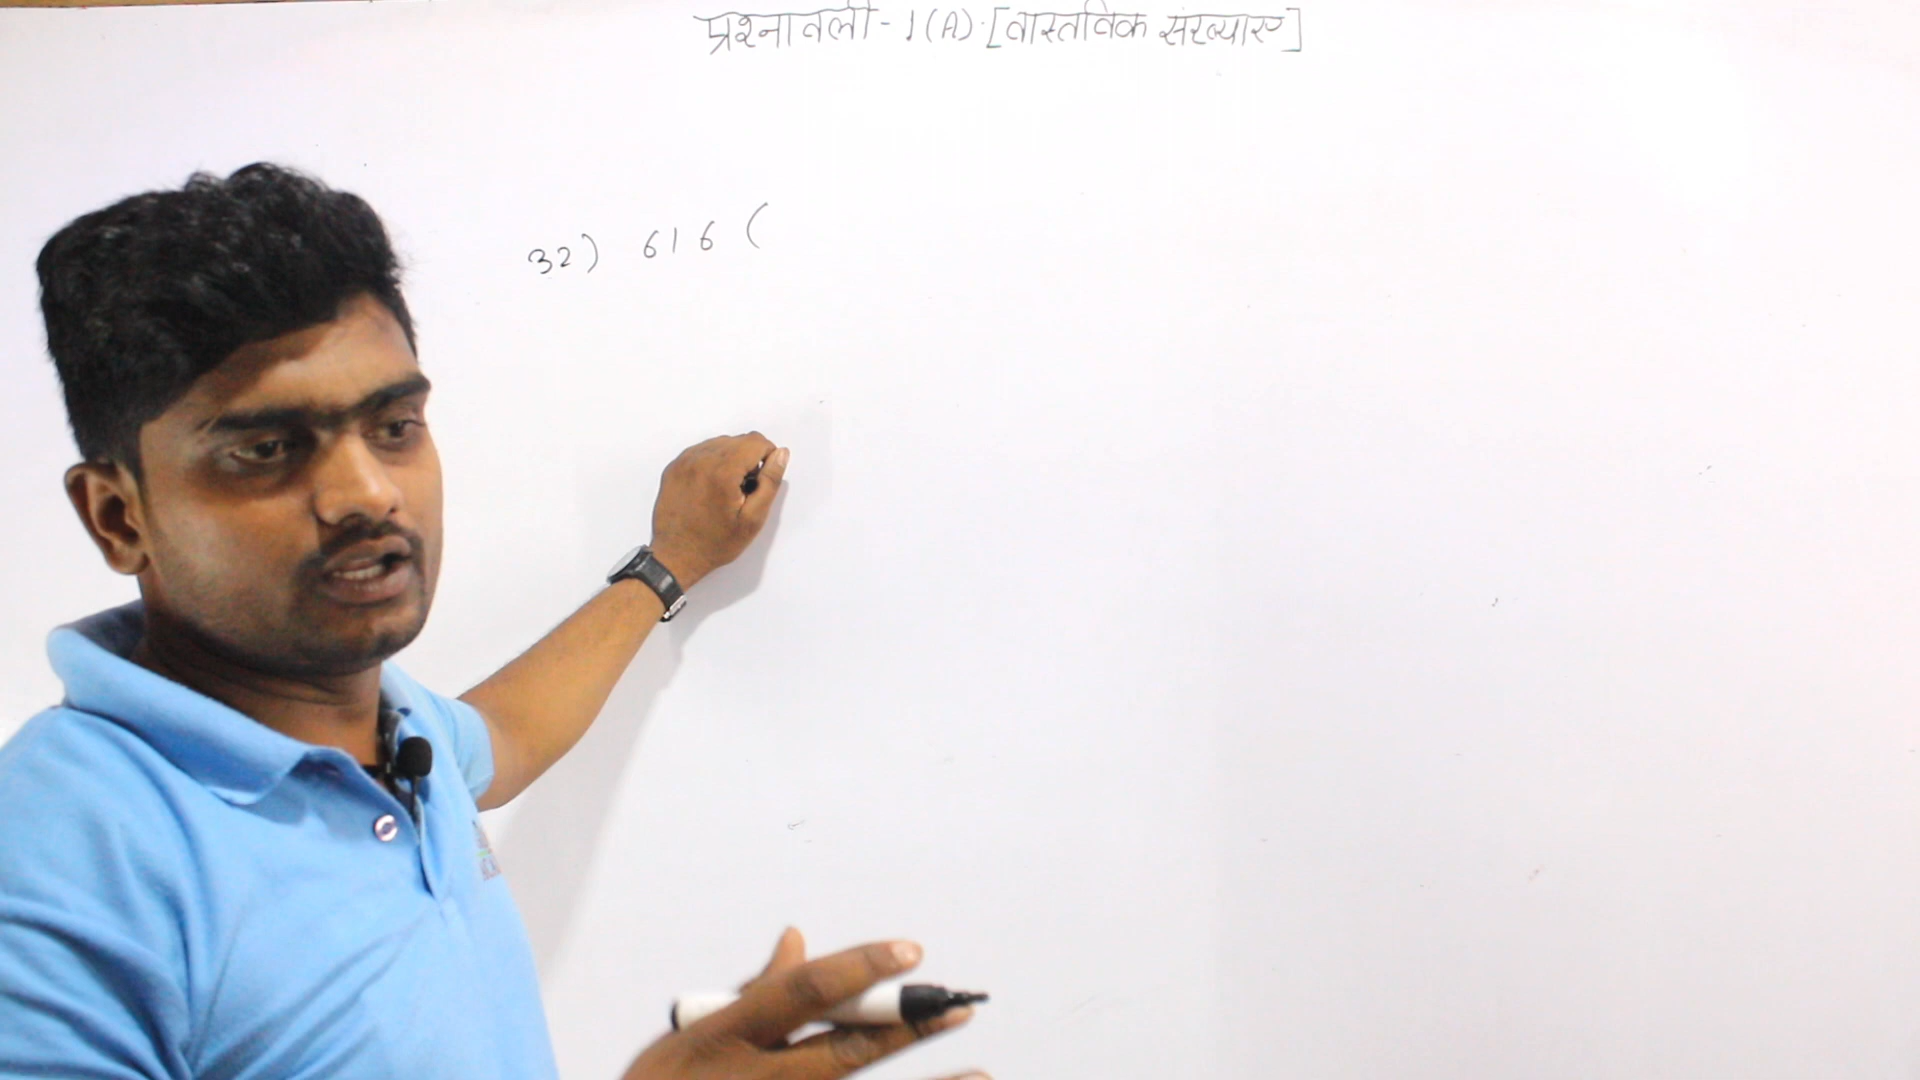 प्रश्नावली - 1(A) . [वास्तविक संख्याएँ]
32) 616 (